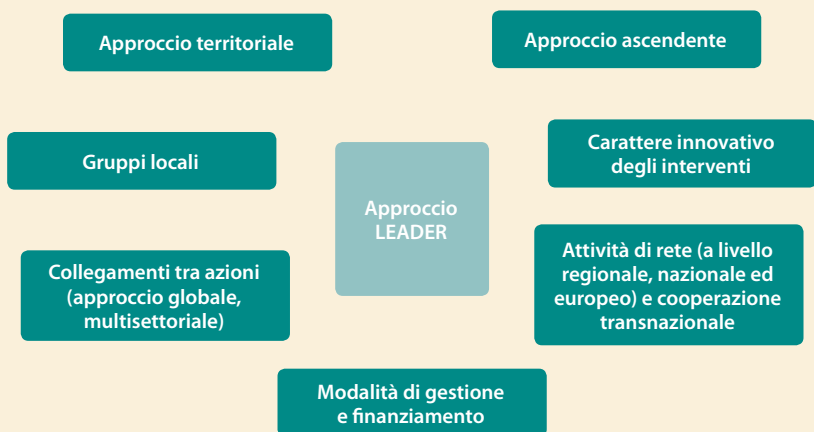 Approccio territoriale
Approccio ascendente
Gruppi locali
Carattere innovativo
degli interventi
Approccio
LEADER
Collegamenti tra azioni
(approccio globale,
multisettoriale)
Attività di rete (a livello
regionale, nazionale ed
europeo) e cooperazione
transnazionale
Modalità di gestione
e finanziamento